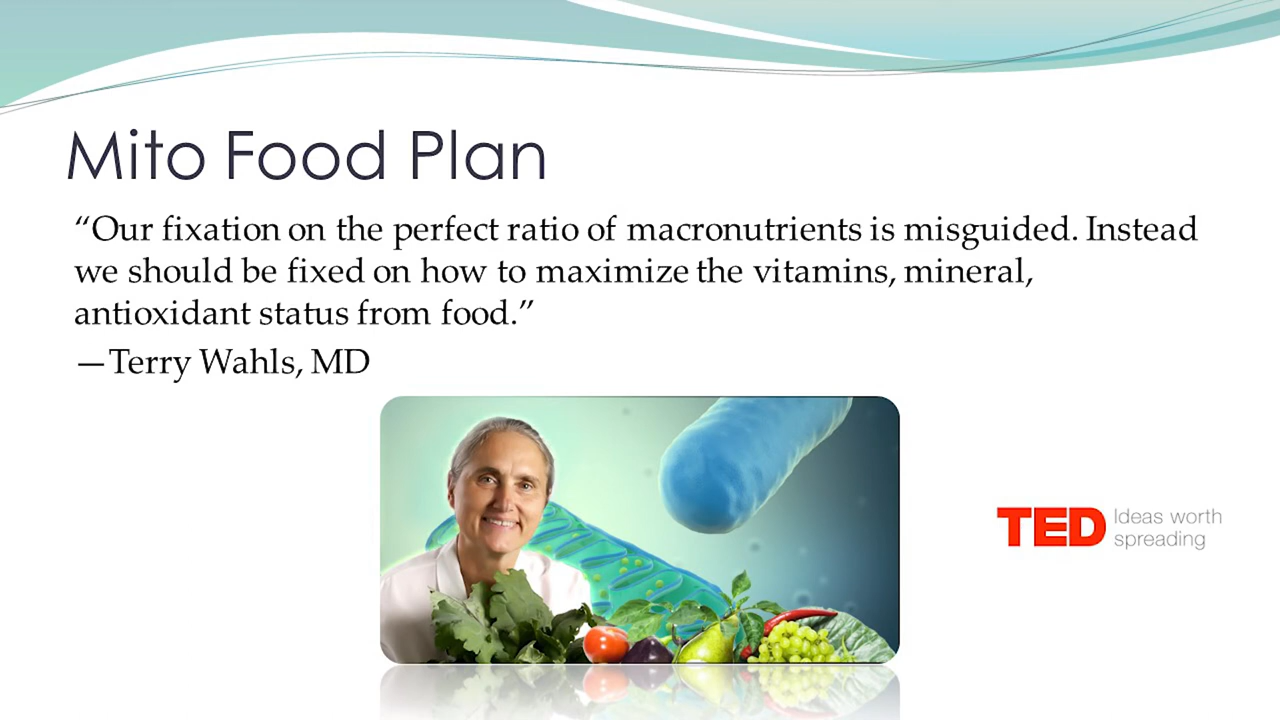 Mito Food Plan
“Our fixation on the perfect ratio of macronutrients is misguided. Instead
we should be fixed on how to maximize the vitamins, mineral,
antioxidant status from food.”
—Terry Wahls, MD
TED Ideas worth
spreading